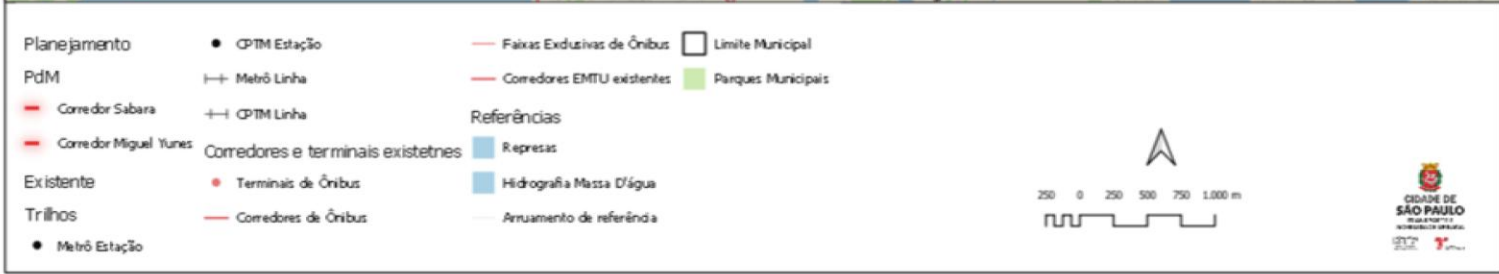 Planejamento
PdM
Corredor Sabara
Corredor Miguel Yunes
Existente
Trilhos
Metrô Estação
CPTM Estação
Metrô Linha
CPTM Linha
Corredores e terminais existetnes
Terminais de Ônibus
Corredores de Ônibus
Faixas Exclusivas de Ônibus
Corredores EMTU existentes
Referências
Represas
Hidrografia Massa D'água
Arruamento de referência
Limite Municipal
Parques Municipais
250 0 250 500 750 1.000 m
CIDADE DE
SÃO PAULO